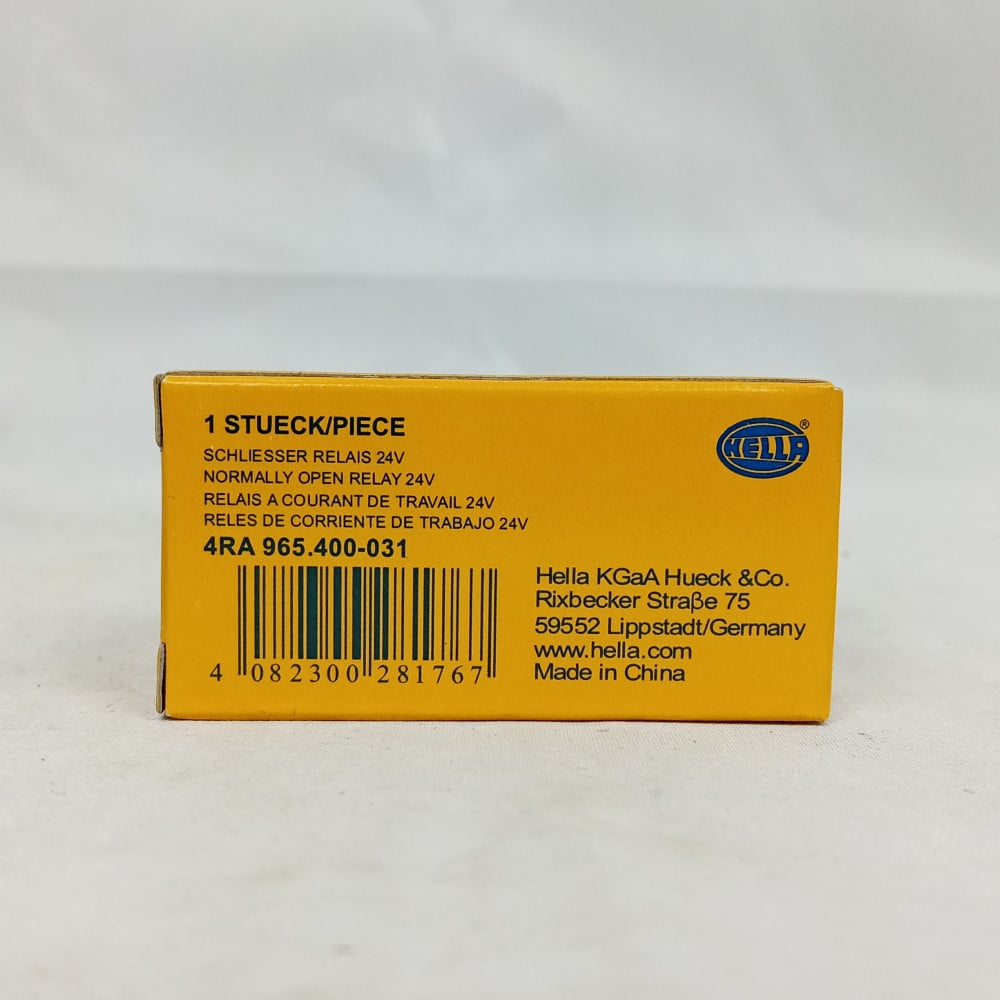 1 STUECK/PIECE
SCHLIESSER RELAIS 24V
NORMALLY OPEN RELAY 24V
RELAIS A COURANT DE TRAVAIL 24V
RELES DE CORRIENTE DE TRABAJO 24V
4RA 965.400-031
4 082300 281767
HELLA®
Hella KGaA Hueck &Co.
Rixbecker Straβe 75
59552 Lippstadt/Germany
www.hella.com
Made in China